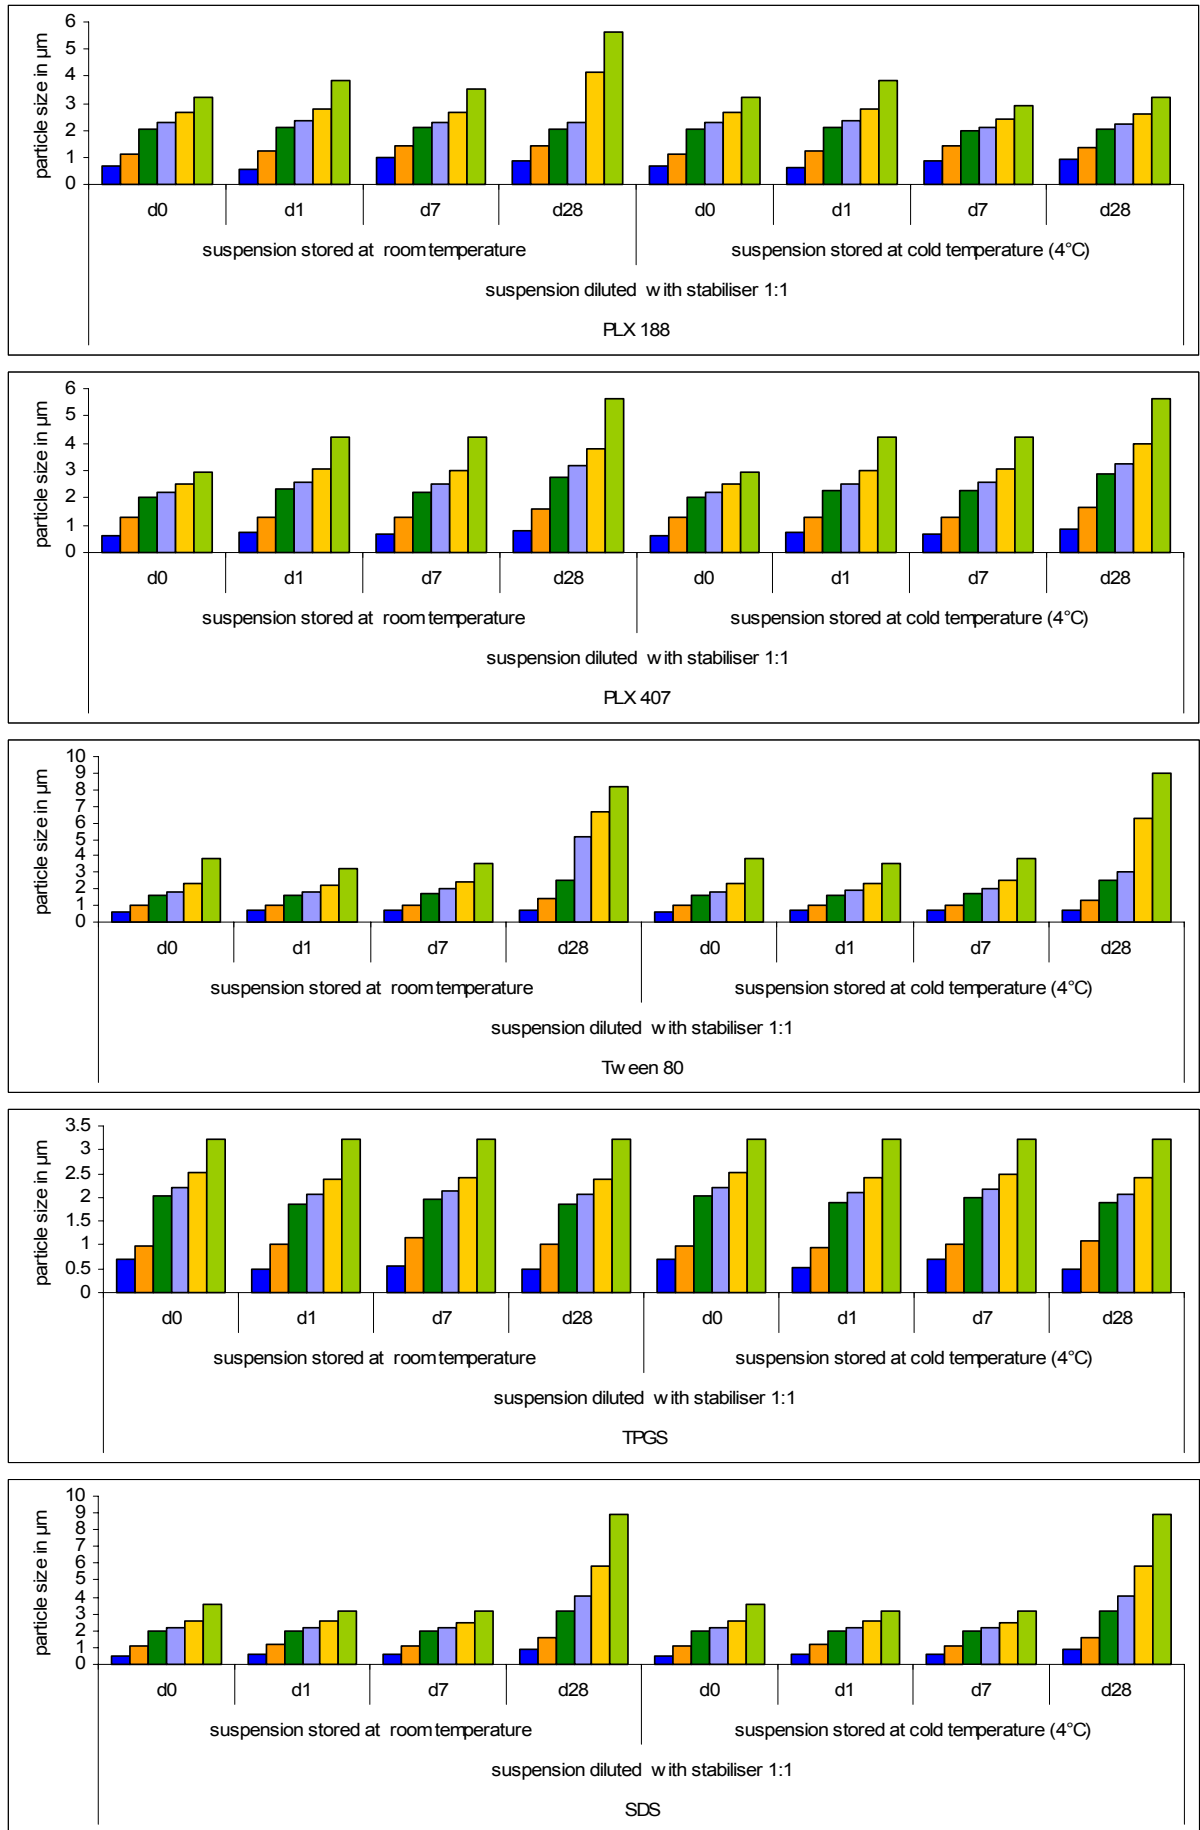 particle size in µm
6
5
4
3
2
1
0
d0 d1 d7 d28 d0 d1 d7 d28
suspension stored at room temperature suspension stored at cold temperature (4°C)
suspension diluted with stabiliser 1:1
PLX 188
particle size in µm
6
5
4
3
2
1
0
d0 d1 d7 d28 d0 d1 d7 d28
suspension stored at room temperature suspension stored at cold temperature (4°C)
suspension diluted with stabiliser 1:1
PLX 407
particle size in µm
10
9
8
7
6
5
4
3
2
1
0
d0 d1 d7 d28 d0 d1 d7 d28
suspension stored at room temperature suspension stored at cold temperature (4°C)
suspension diluted with stabiliser 1:1
Tween 80
particle size in µm
3.5
3
2.5
2
1.5
1
0.5
0
d0 d1 d7 d28 d0 d1 d7 d28
suspension stored at room temperature suspension stored at cold temperature (4°C)
suspension diluted with stabiliser 1:1
TPGS
particle size in µm
10
9
8
7
6
5
4
3
2
1
0
d0 d1 d7 d28 d0 d1 d7 d28
suspension stored at room temperature suspension stored at cold temperature (4°C)
suspension diluted with stabiliser 1:1
SDS